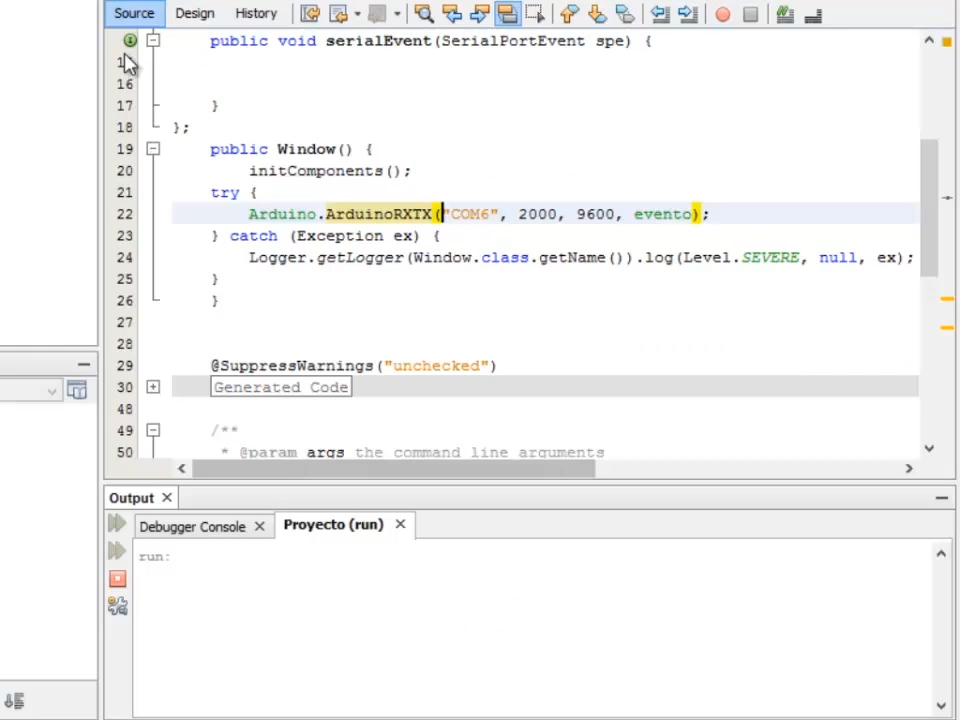 Source Design History
public void serialEvent(SerialPortEvent spe) {
16
17 }
18 };
19 public Window() {
20 initComponents();
21 try {
22 Arduino.ArduinoRXTX("COM6", 2000, 9600, evento);
23 } catch (Exception ex) {
24 Logger.getLogger(Window.class.getName()).log(Level.SEVERE, null, ex);
25 }
26 }
27
28
29 @SuppressWarnings("unchecked")
30 Generated Code
48
49 /**
50 * @param args the command line arguments
Output
Debugger Console Proyecto (run)
run: